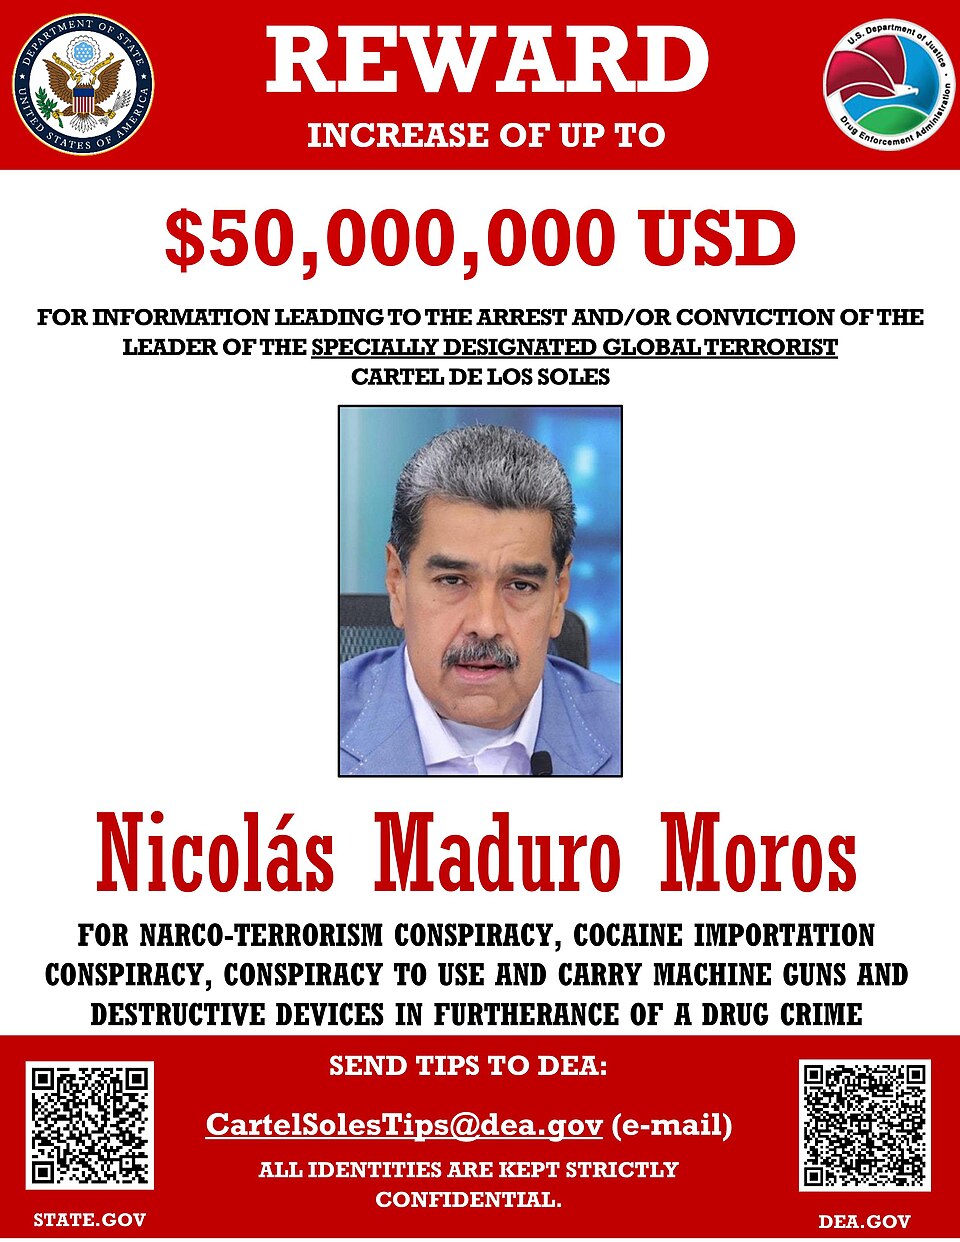 DEPARTMENT OF STATE
UNITED STATES OF AMERICA
REWARD
U.S. Department of Justice
Drug Enforcement Administration
INCREASE OF UP TO
$50,000,000 USD
FOR INFORMATION LEADING TO THE ARREST AND/OR CONVICTION OF THE
LEADER OF THE SPECIALLY DESIGNATED GLOBAL TERRORIST
CARTEL DE LOS SOLES
Nicolás Maduro Moros
FOR NARCO-TERRORISM CONSPIRACY, COCAINE IMPORTATION
CONSPIRACY, CONSPIRACY TO USE AND CARRY MACHINE GUNS AND
DESTRUCTIVE DEVICES IN FURTHERANCE OF A DRUG CRIME
SEND TIPS TO DEA:
CartelSolesTips@dea.gov (e-mail)
ALL IDENTITIES ARE KEPT STRICTLY
CONFIDENTIAL.
STATE.GOV
DEA.GOV